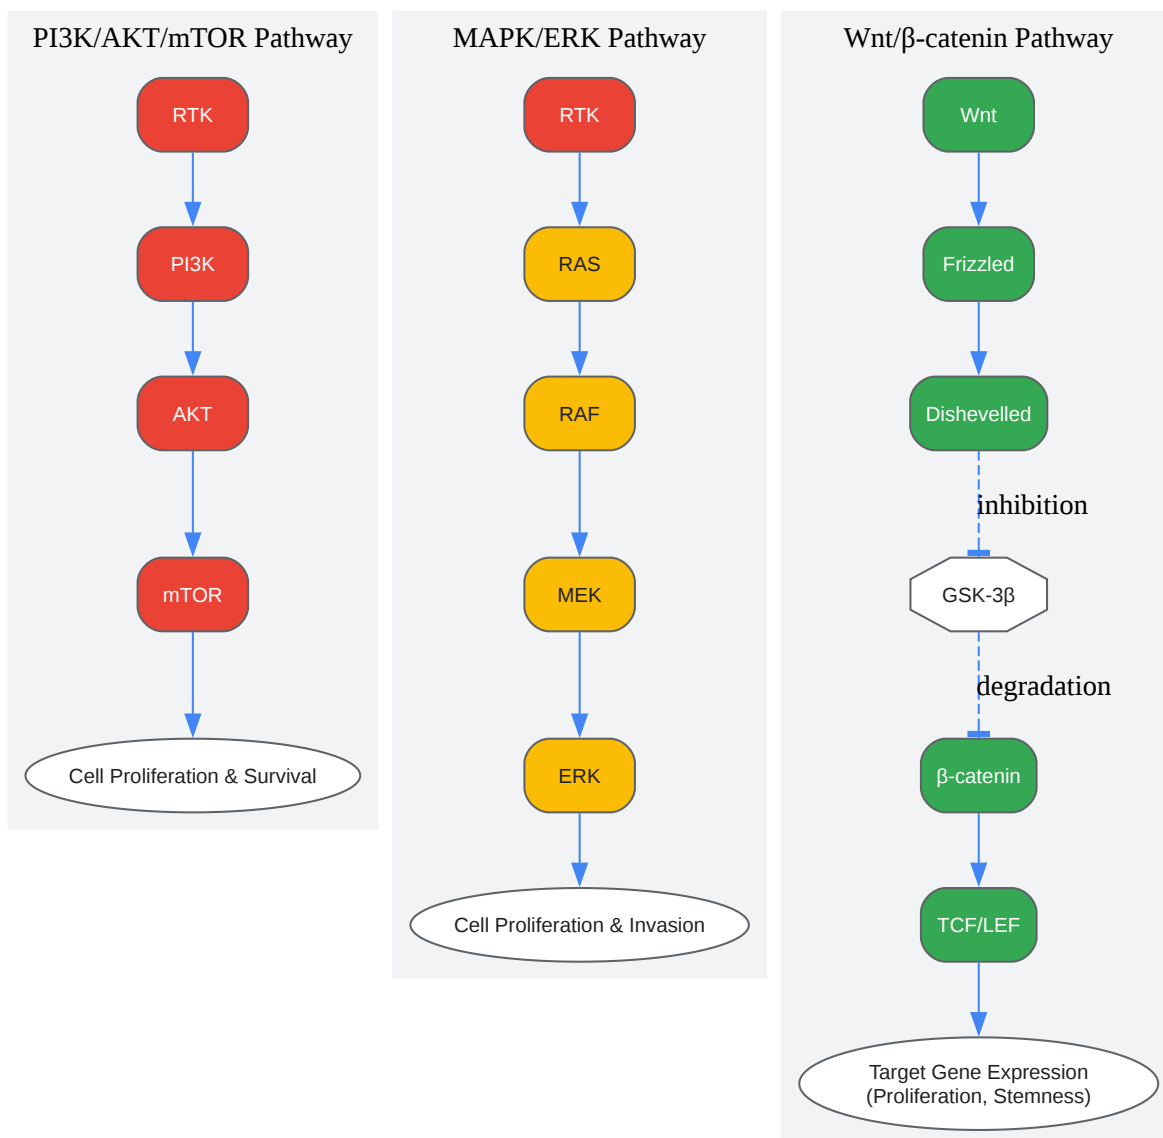 PI3K/AKT/mTOR Pathway
RTK
PI3K
AKT
mTOR
Cell Proliferation & Survival
MAPK/ERK Pathway
RTK
RAS
RAF
MEK
ERK
Cell Proliferation & Invasion
Wnt/β-catenin Pathway
Wnt
Frizzled
Dishevelled
inhibition
GSK-3β
degradation
β-catenin
TCF/LEF
Target Gene Expression
(Proliferation, Stemness)